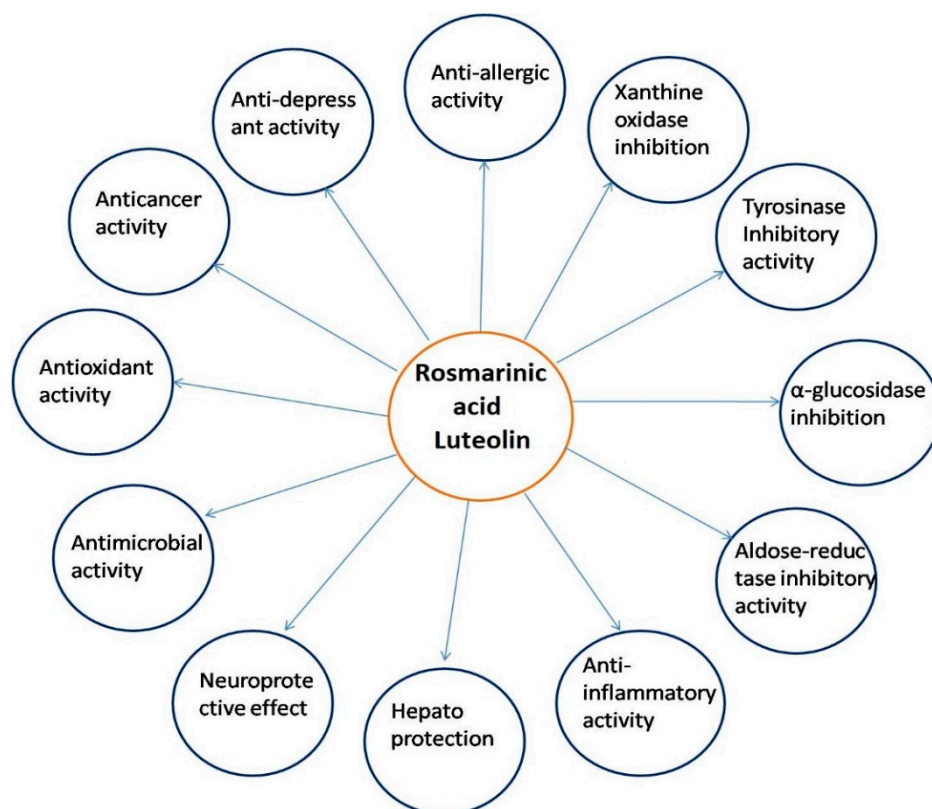 Anti-allergic
activity
Xanthine
oxidase
inhibition
Tyrosinase
Inhibitory
activity
α-glucosidase
inhibition
Aldose-reduc
tase inhibitory
activity
Anti-
inflammatory
activity
Hepato
protection
Neuroprote
ctive effect
Antimicrobial
activity
Antioxidant
activity
Anticancer
activity
Anti-depress
ant activity
Rosmarinic
acid
Luteolin